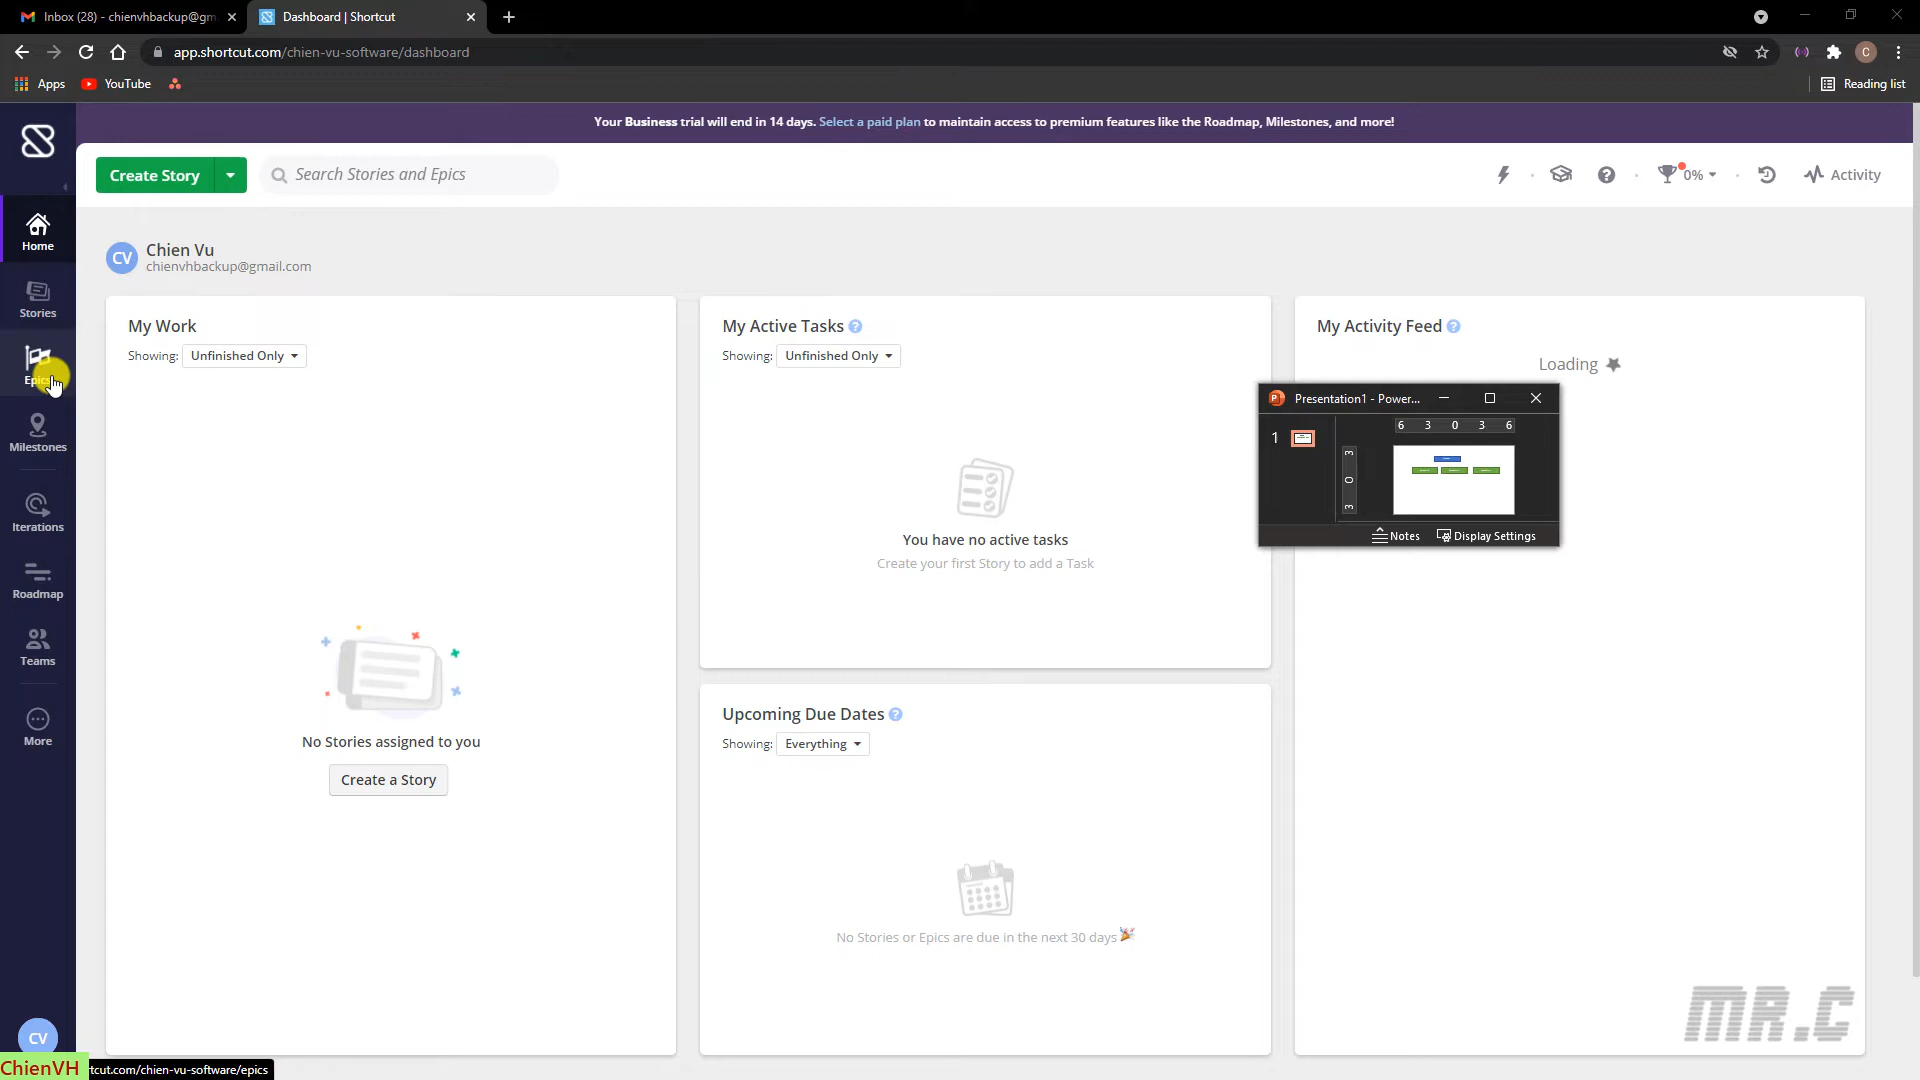 Inbox (28) - chienvhbackup@gm
Dashboard | Shortcut
app.shortcut.com/chien-vu-software/dashboard
Apps
YouTube
Reading list
Your Business trial will end in 14 days. Select a paid plan to maintain access to premium features like the Roadmap, Milestones, and more!
Create Story
Search Stories and Epics
0%
Activity
Home
Stories
Epics
Milestones
Iterations
Roadmap
Teams
More
CV
CV
Chien Vu
chienvhbackup@gmail.com
My Work
Showing: Unfinished Only
No Stories assigned to you
Create a Story
My Active Tasks
Showing: Unfinished Only
You have no active tasks
Create your first Story to add a Task
Upcoming Due Dates
Showing: Everything
No Stories or Epics are due in the next 30 days
My Activity Feed
Loading
Presentation1 - Power...
6 3 0 3 6
1
3
0
3
Notes
Display Settings
MR.C
ChienVH
rtcut.com/chien-vu-software/epics